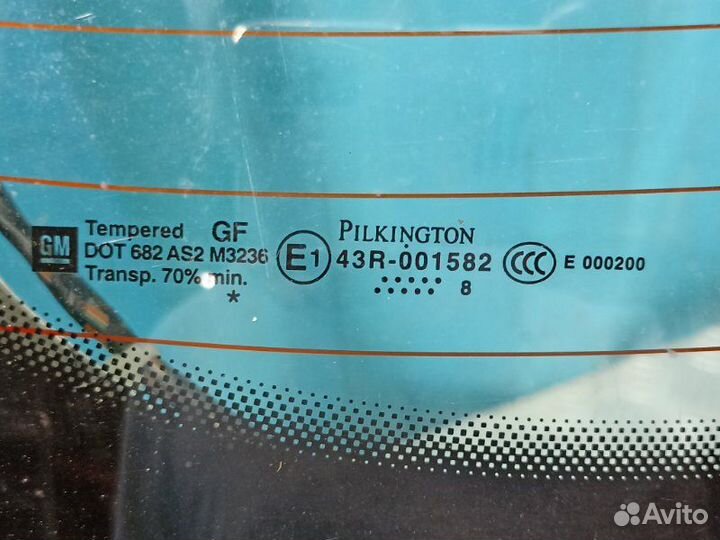 GM
Tempered GF
DOT 682 AS2 M3236
Transp. 70% min.
*
PILKINGTON
E1 43R-001582
8
CCC E 000200
Avito